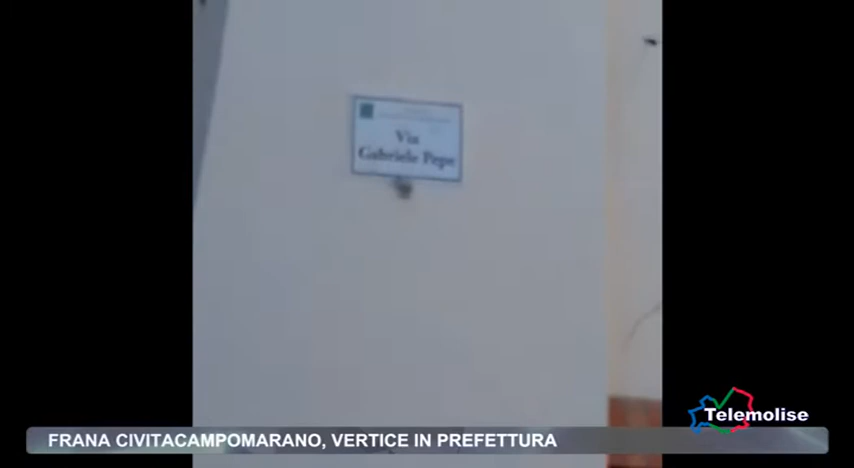 Via
Gabriele Pepe
Telemolise
FRANA CIVITACAMPOMARANO, VERTICE IN PREFETTURA